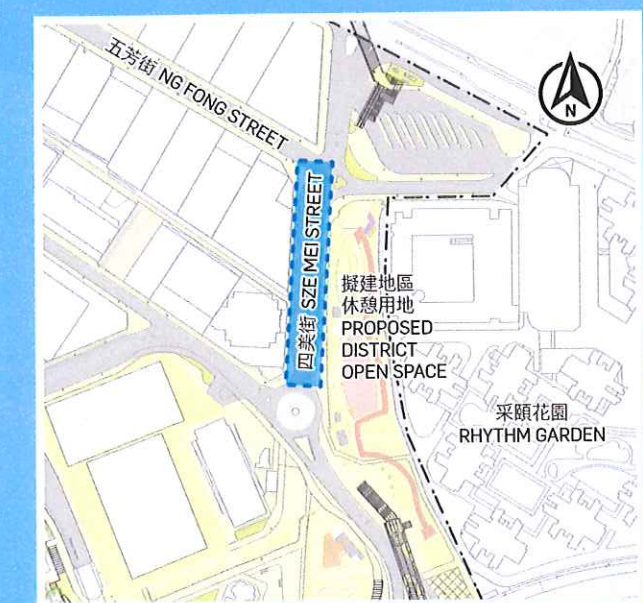 五芳街 NG FONG STREET
N
四美街 SZE MEI STREET
擬建地區
休憩用地
PROPOSED
DISTRICT
OPEN SPACE
采頤花園
RHYTHM GARDEN